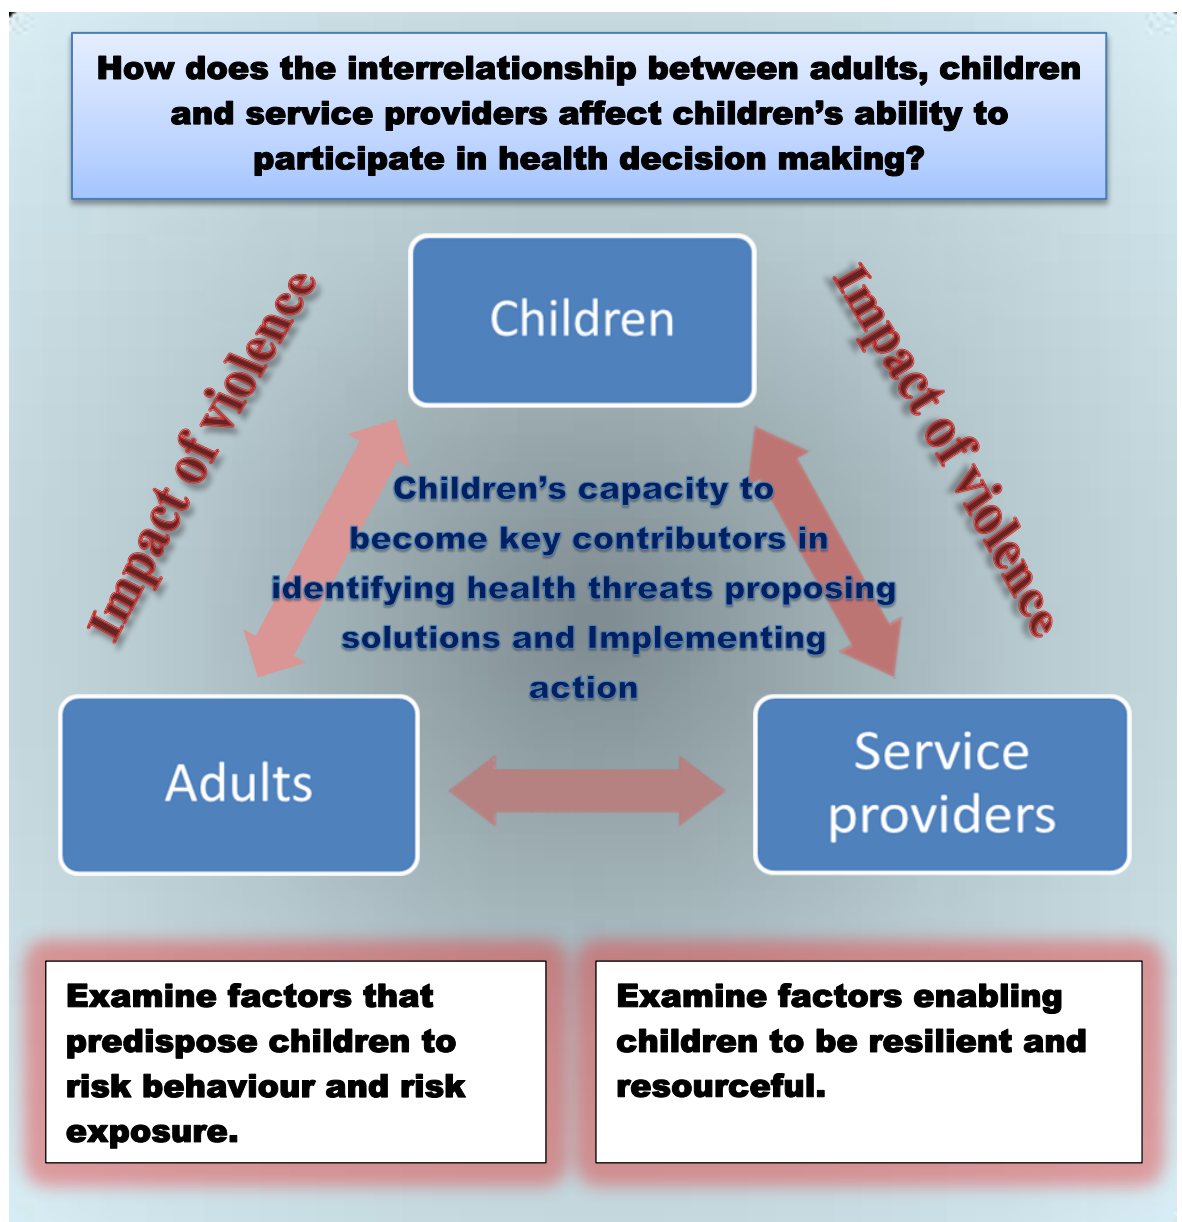 How does the interrelationship between adults, children
and service providers affect children’s ability to
participate in health decision making?
Children
Impact of violence
Impact of violence
Children’s capacity to
become key contributors in
identifying health threats proposing
solutions and Implementing
action
Adults
Service
providers
Examine factors that
predispose children to
risk behaviour and risk
exposure.
Examine factors enabling
children to be resilient and
resourceful.